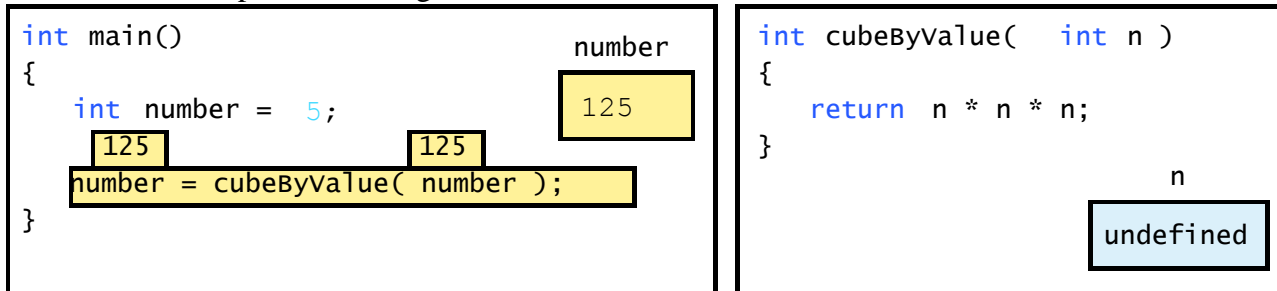 int main()
{
number
int number = 5;
125
125
125
number = cubeByValue( number );
}
int cubeByValue( int n )
{
return n * n * n;
}
n
undefined